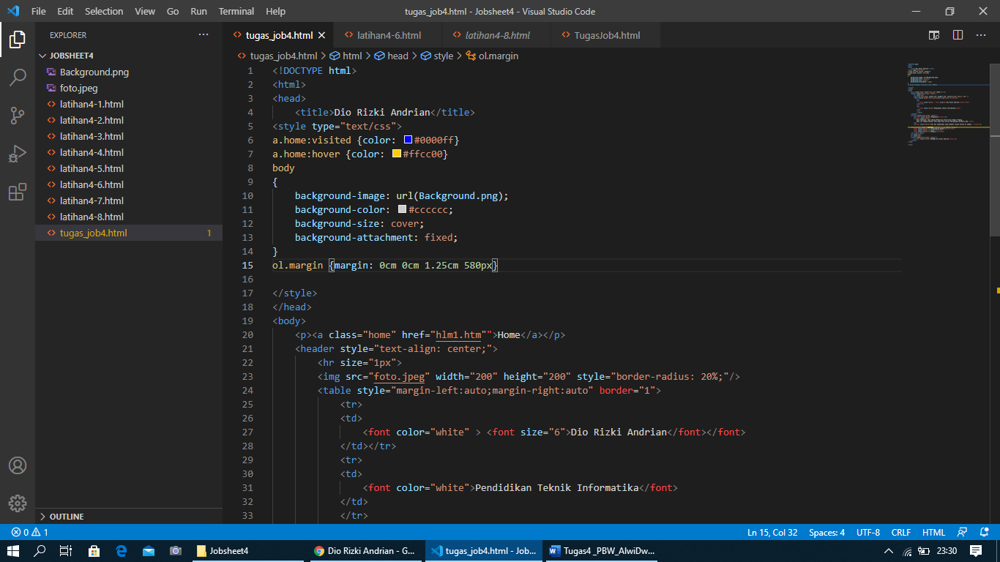 File Edit Selection View Go Run Terminal Help tugas_job4.html - Jobsheet4 - Visual Studio Code
EXPLORER ···
JOBSHEET4
Background.png
foto.jpeg
latihan4-1.html
latihan4-2.html
latihan4-3.html
latihan4-4.html
latihan4-5.html
latihan4-6.html
latihan4-7.html
latihan4-8.html
tugas_job4.html 1
OUTLINE
tugas_job4.html latihan4-6.html latihan4-8.html TugasJob4.html
tugas_job4.html > html > head > style > ol.margin
1 <!DOCTYPE html>
2 <html>
3 <head>
4 <title>Dio Rizki Andrian</title>
5 <style type="text/css">
6 a.home:visited {color: #0000ff}
7 a.home:hover {color: #ffcc00}
8 body
9 {
10 background-image: url(Background.png);
11 background-color: #cccccc;
12 background-size: cover;
13 background-attachment: fixed;
14 }
15 ol.margin {margin: 0cm 0cm 1.25cm 580px}
16
17 </style>
18 </head>
19 <body>
20 <p><a class="home" href="hlm1.htm"">Home</a></p>
21 <header style="text-align: center;">
22 <hr size="1px">
23 <img src="foto.jpeg" width="200" height="200" style="border-radius: 20%;"/>
24 <table style="margin-left:auto;margin-right:auto" border="1">
25 <tr>
26 <td>
27 <font color="white" > <font size="6">Dio Rizki Andrian</font></font>
28 </td></tr>
29 <tr>
30 <td>
31 <font color="white">Pendidikan Teknik Informatika</font>
32 </td>
33 </tr>
0 1 Ln 15, Col 32 Spaces: 4 UTF-8 CRLF HTML
Jobsheet4 Dio Rizki Andrian - G... tugas_job4.html - Job... Tugas4 _PBW_AlwiDw... 23:30